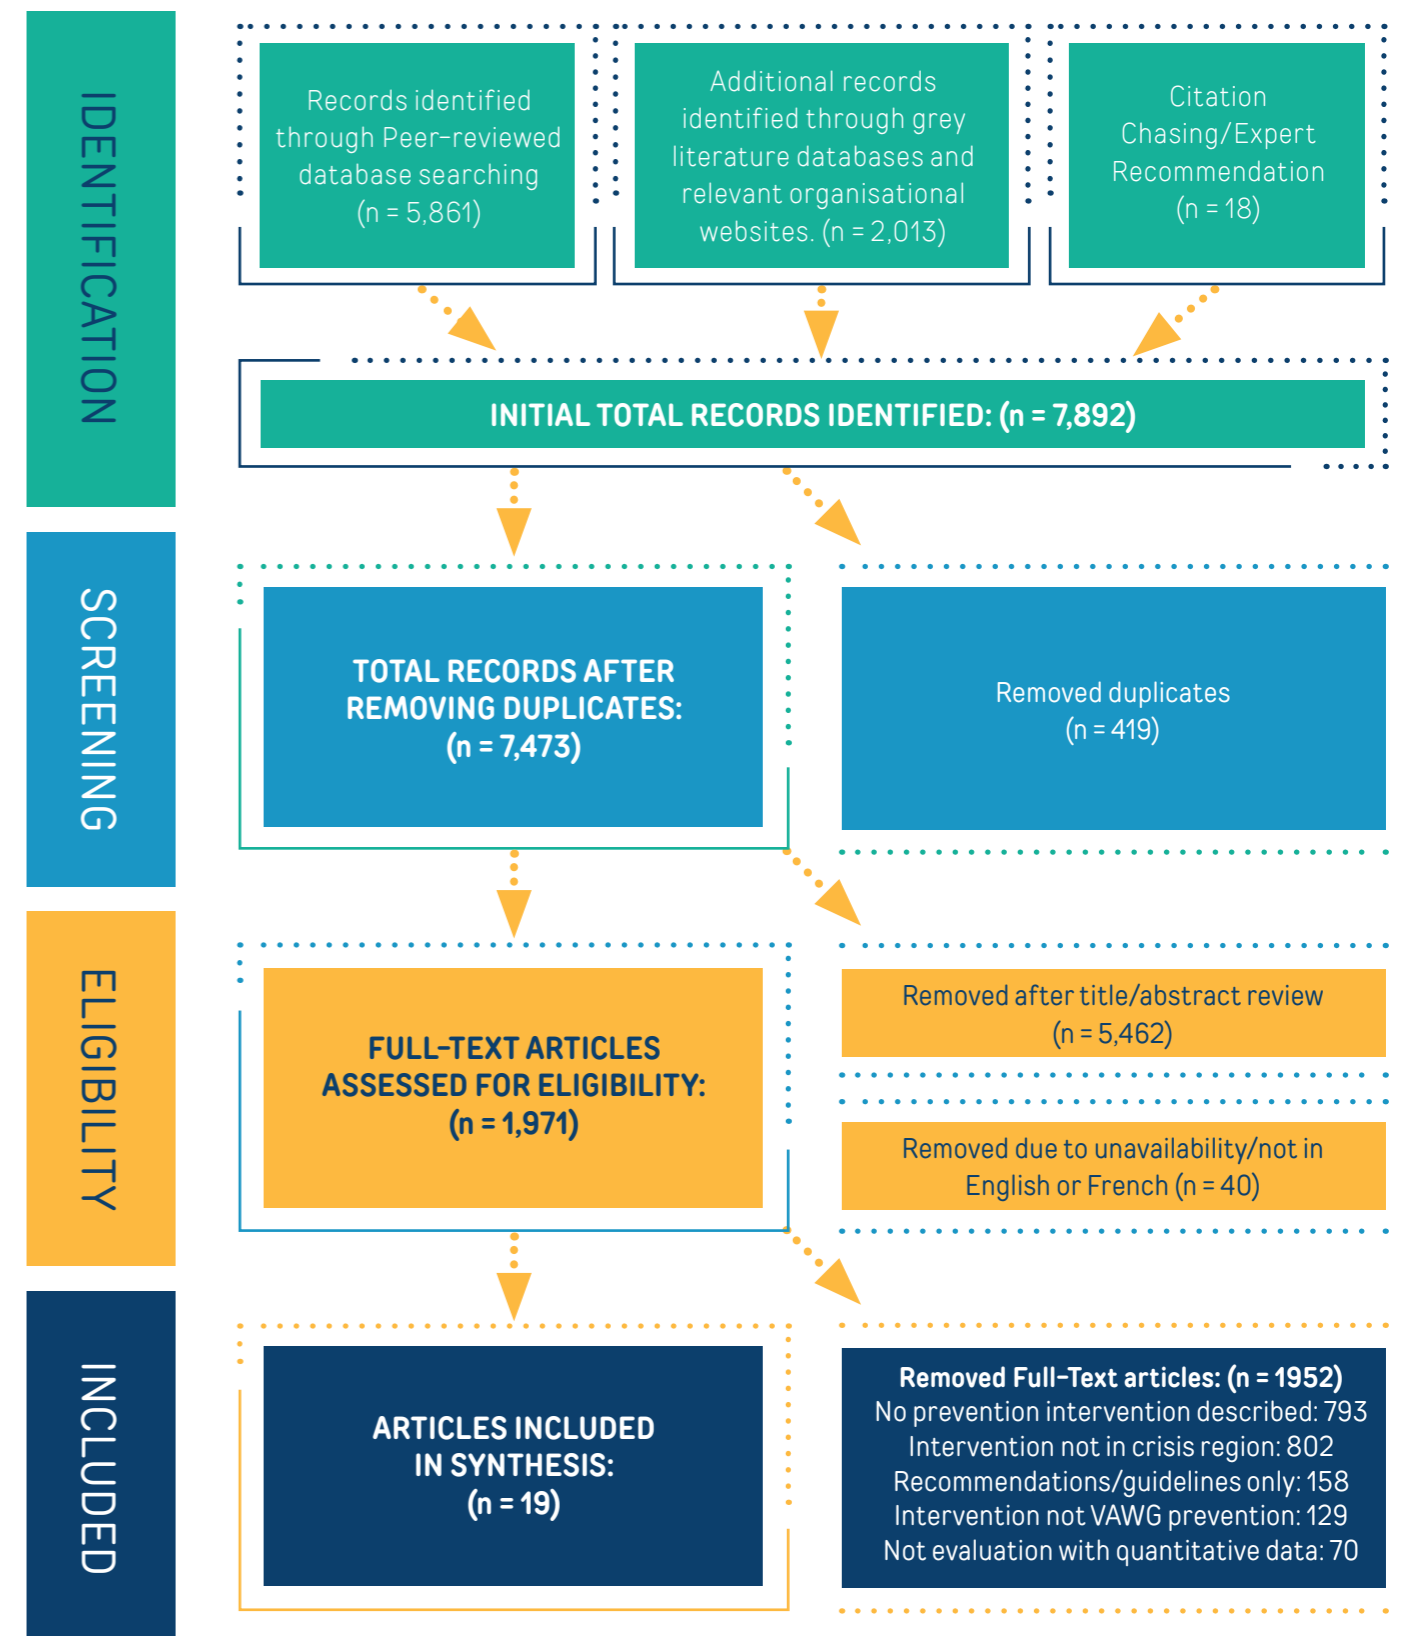 IDENTIFICATION
Records identified
through Peer-reviewed
database searching
(n = 5,861)
Additional records
identified through grey
literature databases and
relevant organisational
websites. (n = 2,013)
Citation
Chasing/Expert
Recommendation
(n = 18)
INITIAL TOTAL RECORDS IDENTIFIED: (n = 7,892)
SCREENING
TOTAL RECORDS AFTER
REMOVING DUPLICATES:
(n = 7,473)
Removed duplicates
(n = 419)
ELIGIBILITY
FULL-TEXT ARTICLES
ASSESSED FOR ELIGIBILITY:
(n = 1,971)
Removed after title/abstract review
(n = 5,462)
Removed due to unavailability/not in
English or French (n = 40)
INCLUDED
ARTICLES INCLUDED
IN SYNTHESIS:
(n = 19)
Removed Full-Text articles: (n = 1952)
No prevention intervention described: 793
Intervention not in crisis region: 802
Recommendations/guidelines only: 158
Intervention not VAWG prevention: 129
Not evaluation with quantitative data: 70